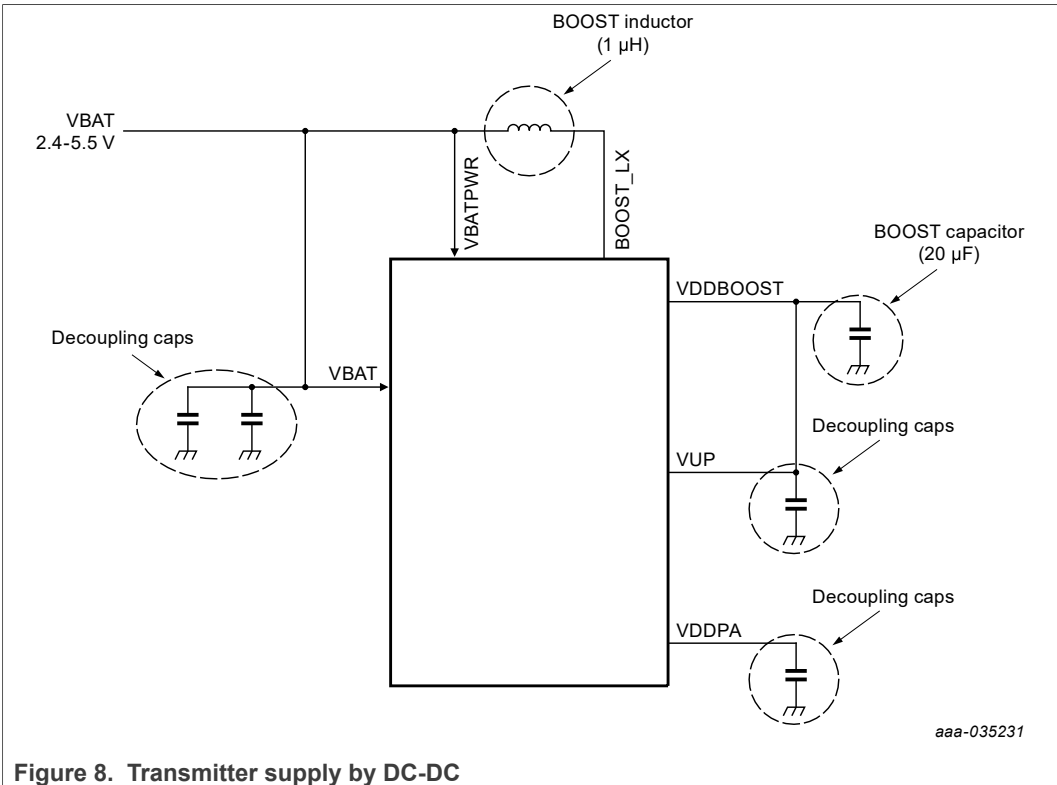 BOOST inductor
(1 µH)
VBAT
2.4-5.5 V
VBATPWR
BOOST_LX
BOOST capacitor
(20 µF)
VDDBOOST
Decoupling caps
VBAT
Decoupling caps
VUP
Decoupling caps
VDDPA
aaa-035231
Figure 8. Transmitter supply by DC-DC